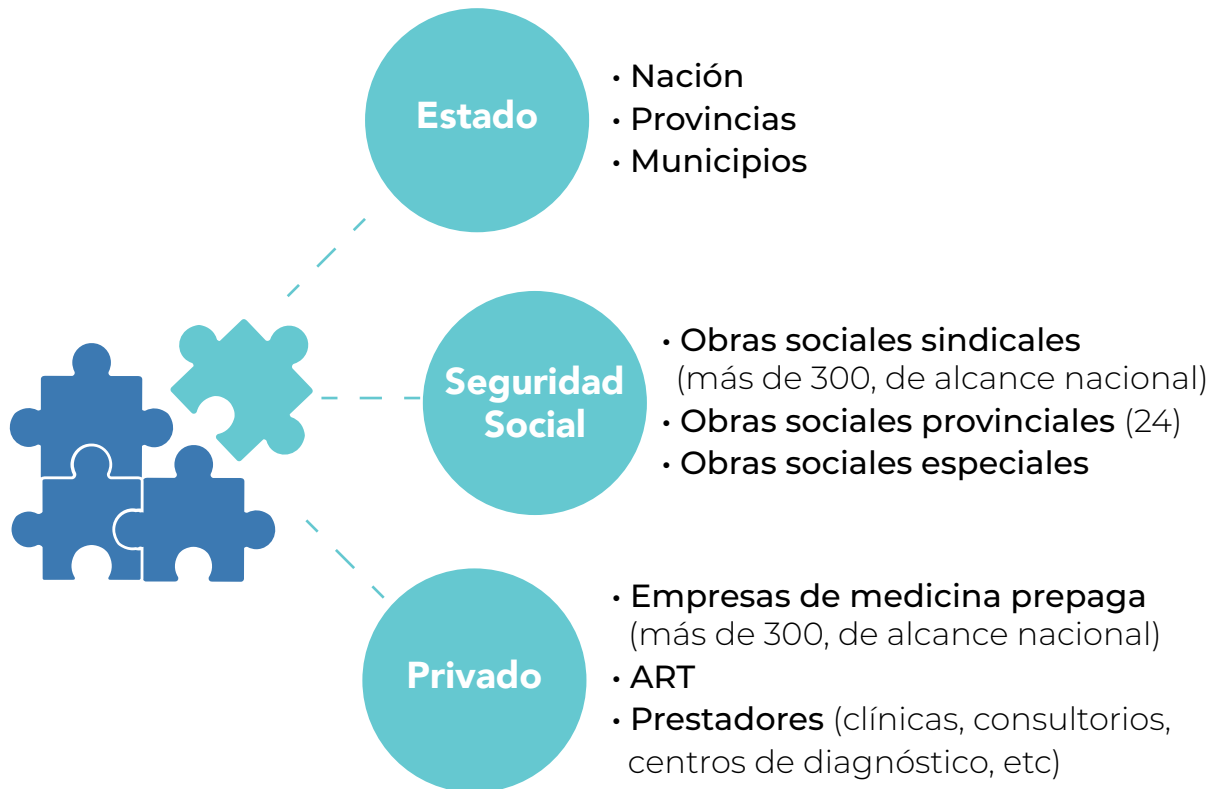 Estado
• Nación
• Provincias
• Municipios
Seguridad
Social
• Obras sociales sindicales
(más de 300, de alcance nacional)
• Obras sociales provinciales (24)
• Obras sociales especiales
Privado
• Empresas de medicina prepaga
(más de 300, de alcance nacional)
• ART
• Prestadores (clínicas, consultorios,
centros de diagnóstico, etc)